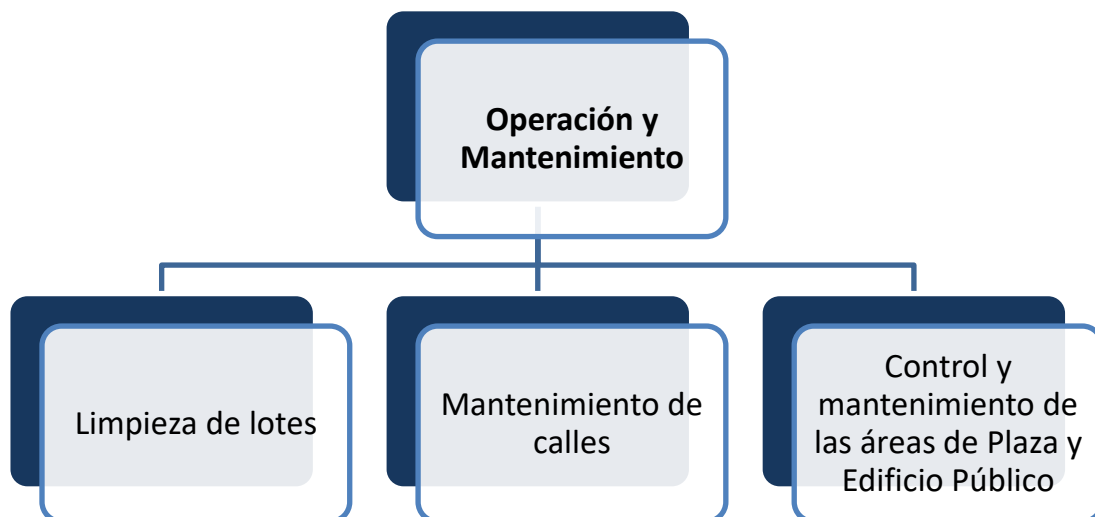 Operación y
Mantenimiento
Limpieza de lotes
Mantenimiento de
calles
Control y
mantenimiento de
las áreas de Plaza y
Edificio Público